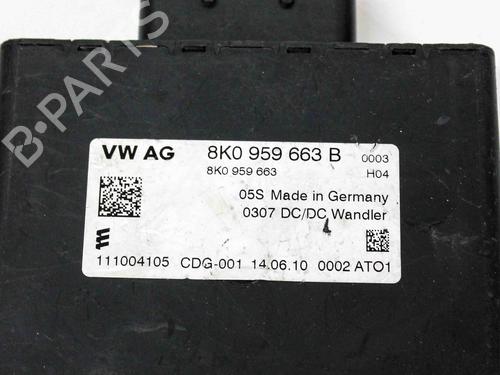 VW AG 8K0 959 663 B 0003
8K0 959 663 H04
05S Made in Germany
0307 DC/DC Wandler
111004105 CDG-001 14.06.10 0002 ATO1
B-PARTS